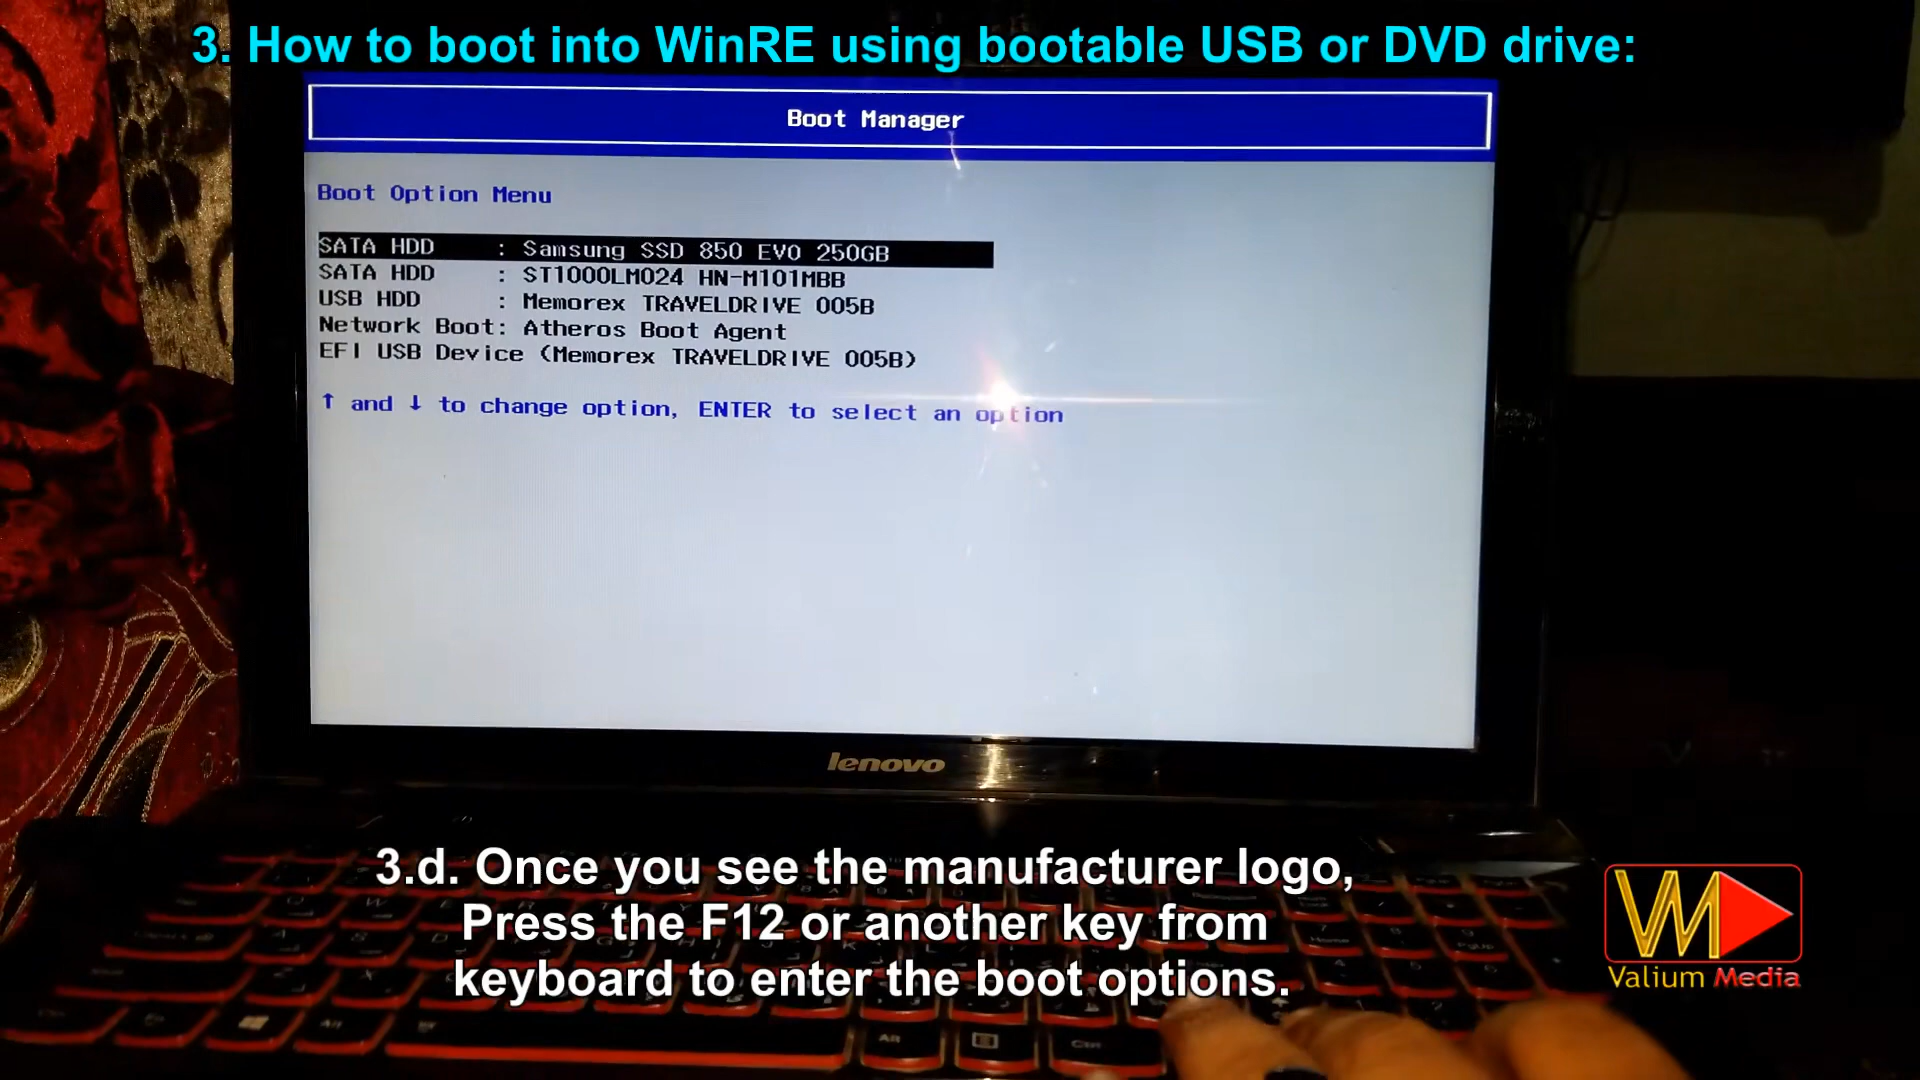 3. How to boot into WinRE using bootable USB or DVD drive:
Boot Manager
Boot Option Menu
SATA HDD : Samsung SSD 850 EVO 250GB
SATA HDD : ST1000LM024 HN-M101MBB
USB HDD : Memorex TRAVELDRIVE 005B
Network Boot: Atheros Boot Agent
EFI USB Device (Memorex TRAVELDRIVE 005B)
↑ and ↓ to change option, ENTER to select an option
lenovo
3.d. Once you see the manufacturer logo,
Press the F12 or another key from
keyboard to enter the boot options.
VM
Valium Media
Alt
Ctrl